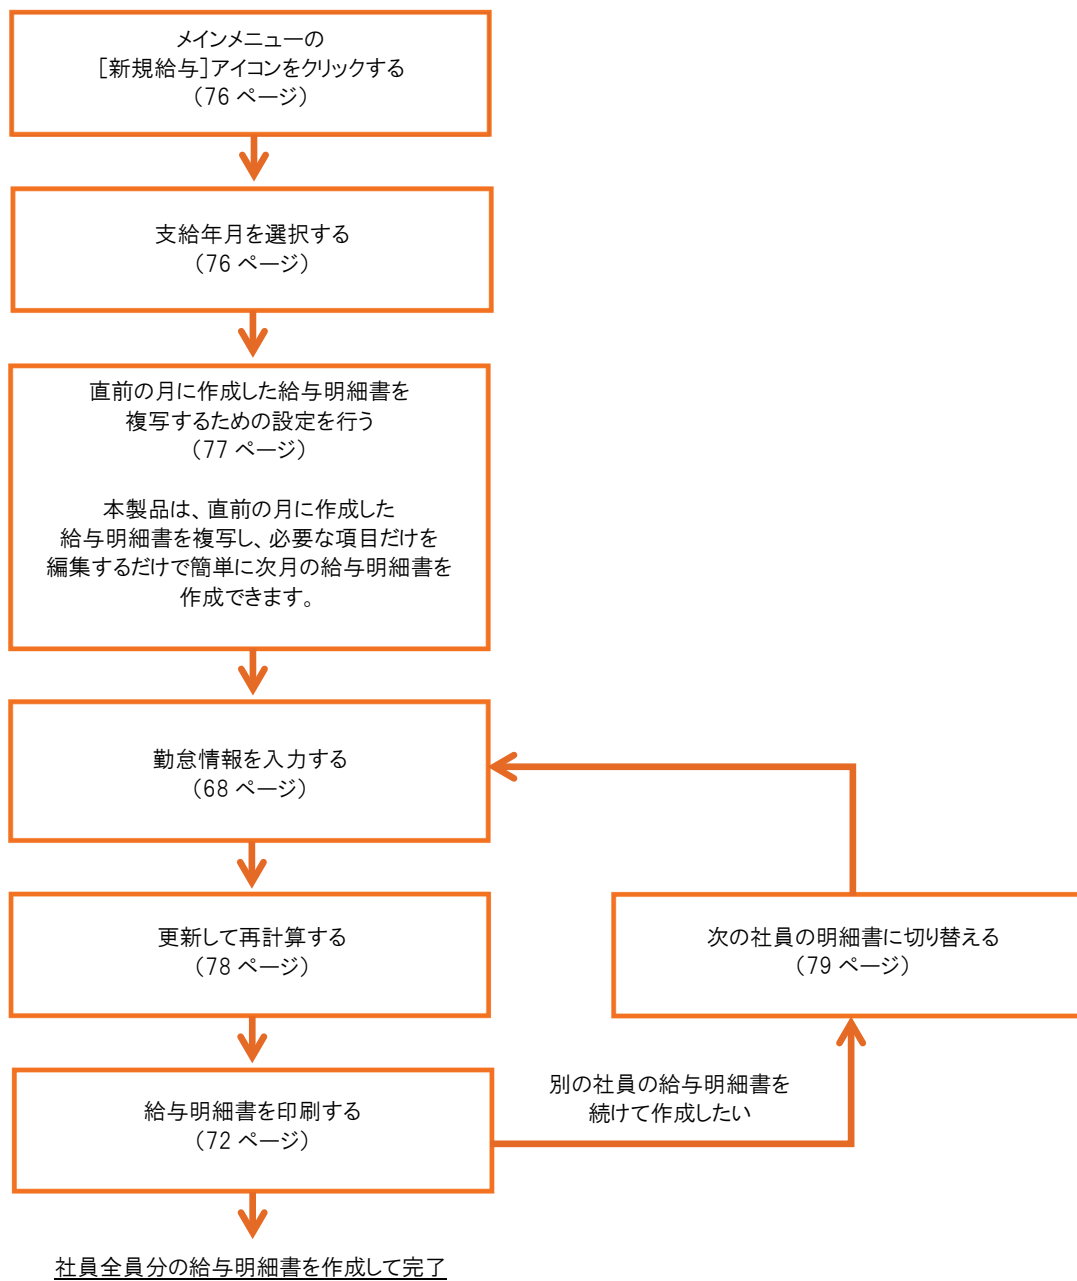 メインメニューの
［新規給与］アイコンをクリックする
（76 ページ）
支給年月を選択する
（76 ページ）
直前の月に作成した給与明細書を
複写するための設定を行う
（77 ページ）
本製品は、直前の月に作成した
給与明細書を複写し、必要な項目だけを
編集するだけで簡単に次月の給与明細書を
作成できます。
勤怠情報を入力する
（68 ページ）
更新して再計算する
（78 ページ）
次の社員の明細書に切り替える
（79 ページ）
給与明細書を印刷する
（72 ページ）
別の社員の給与明細書を
続けて作成したい
社員全員分の給与明細書を作成して完了